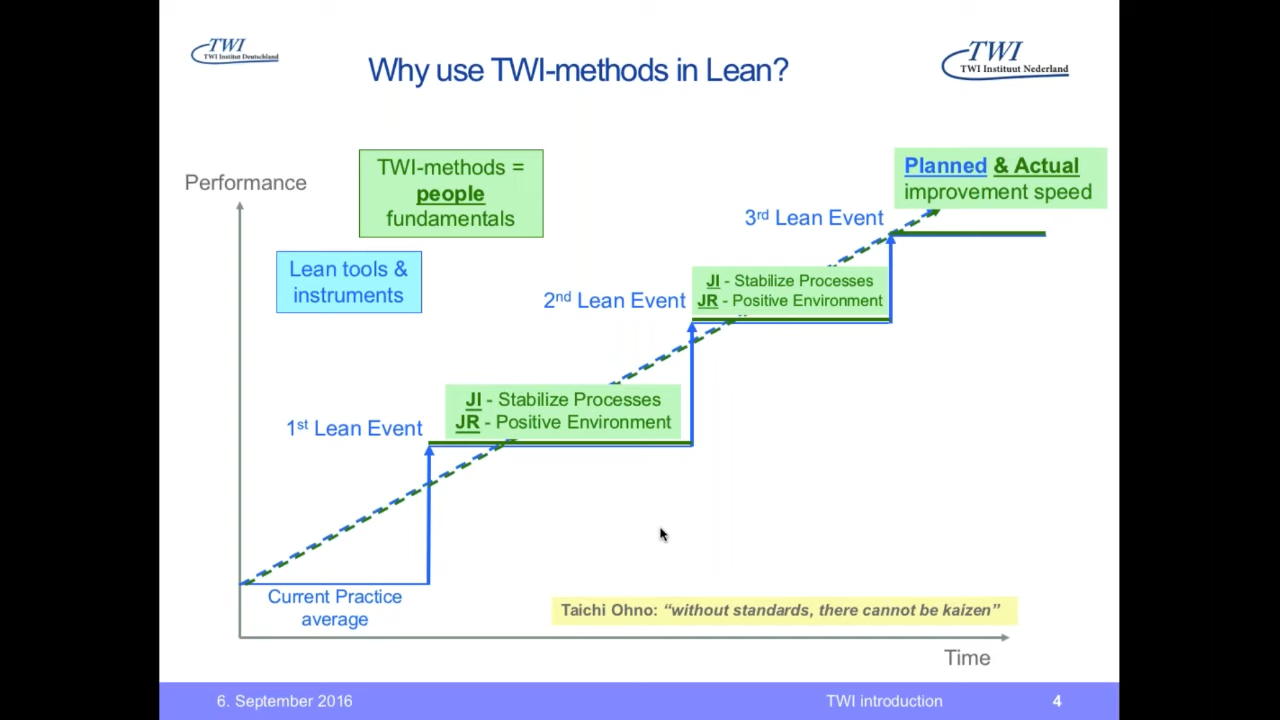 TWI
TWI Institut Deutschland
Why use TWI-methods in Lean?
TWI
TWI Instituut Nederland
Performance
TWI-methods =
people
fundamentals
Lean tools &
instruments
Planned & Actual
improvement speed
3rd Lean Event
JI - Stabilize Processes
JR - Positive Environment
2nd Lean Event
JI - Stabilize Processes
JR - Positive Environment
1st Lean Event
Current Practice
average
Taichi Ohno: “without standards, there cannot be kaizen”
Time
6. September 2016
TWI introduction
4